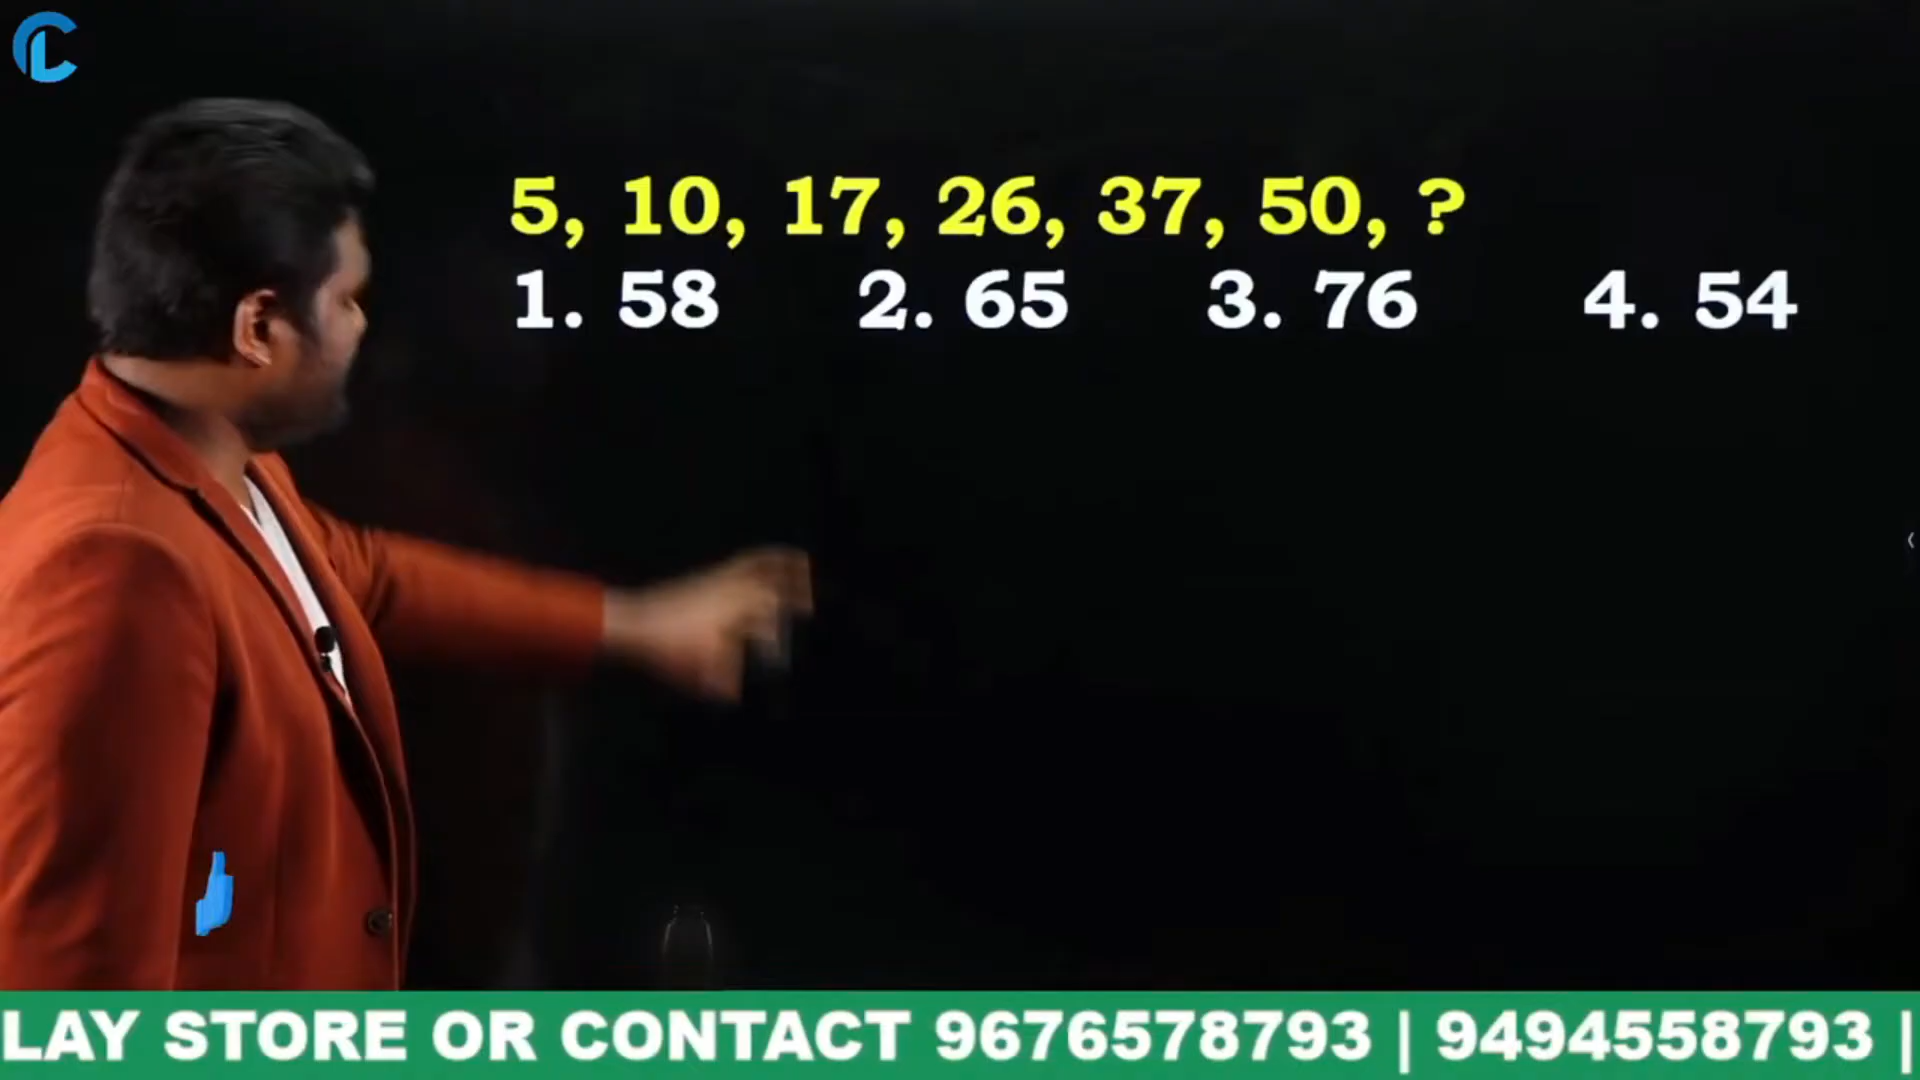 5, 10, 17, 26, 37, 50, ?
1. 58 2. 65 3. 76 4. 54
LAY STORE OR CONTACT 9676578793 | 9494558793 |